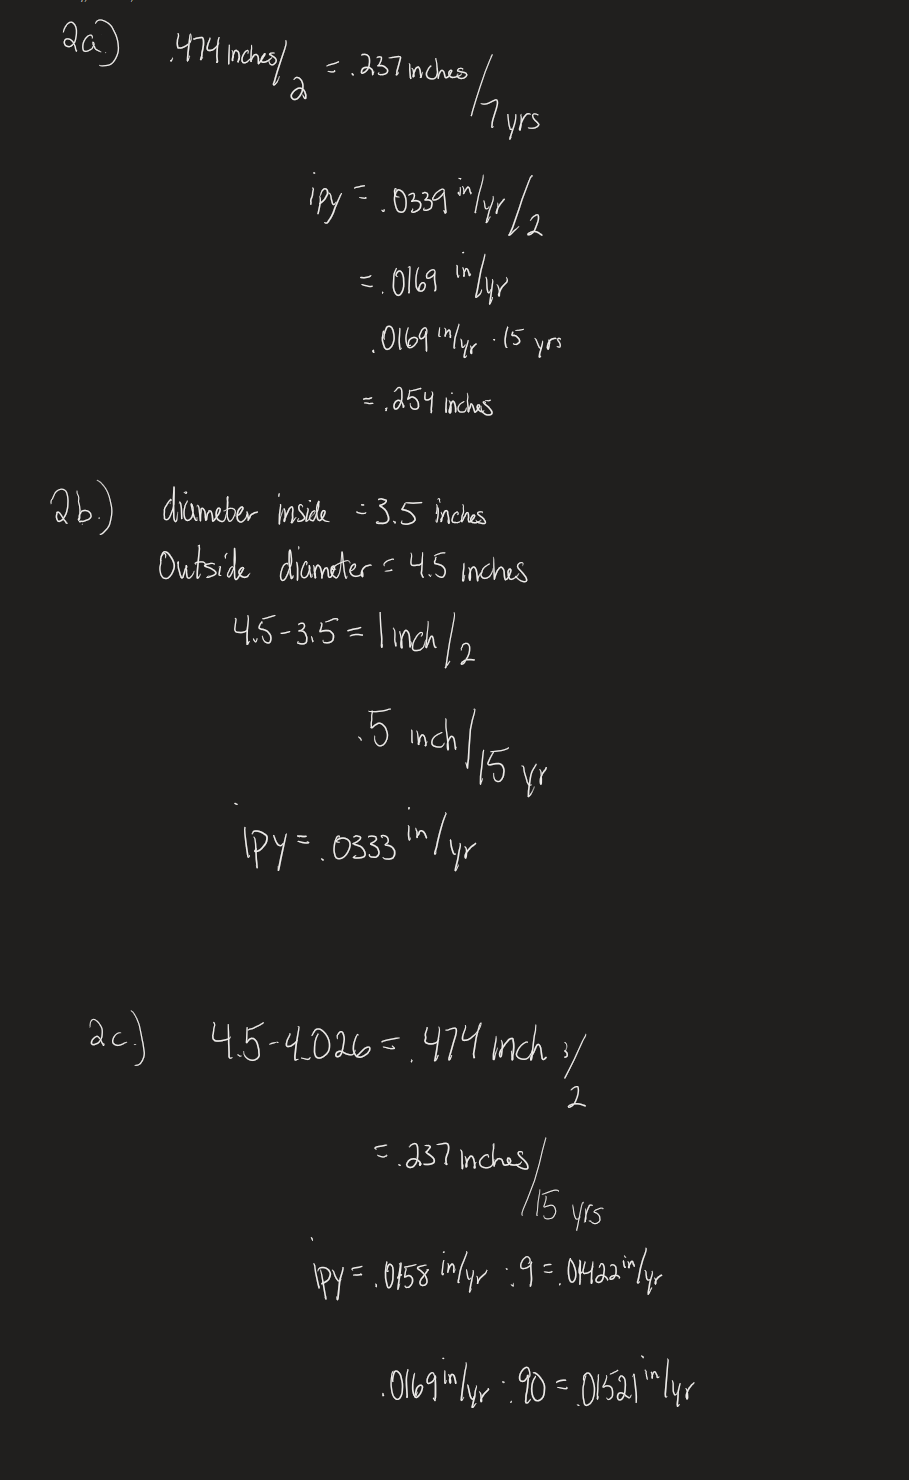 2a.) .474 inches/2 = .237 inches/7 yrs
ipy = .0339 in/yr/2
= .0169 in/yr
.0169 in/yr · 15 yrs
= .254 inches
2b.) diameter inside = 3.5 inches
Outside diameter = 4.5 inches
4.5-3.5 = 1 inch/2
.5 inch/15 yr
ipy = .0333 in/yr
2c.) 4.5-4.026 = .474 inch /2
= .237 inches/15 yrs
ipy = .0158 in/yr · .9 = .01422 in/yr
.0169 in/yr · .90 = .01521 in/yr